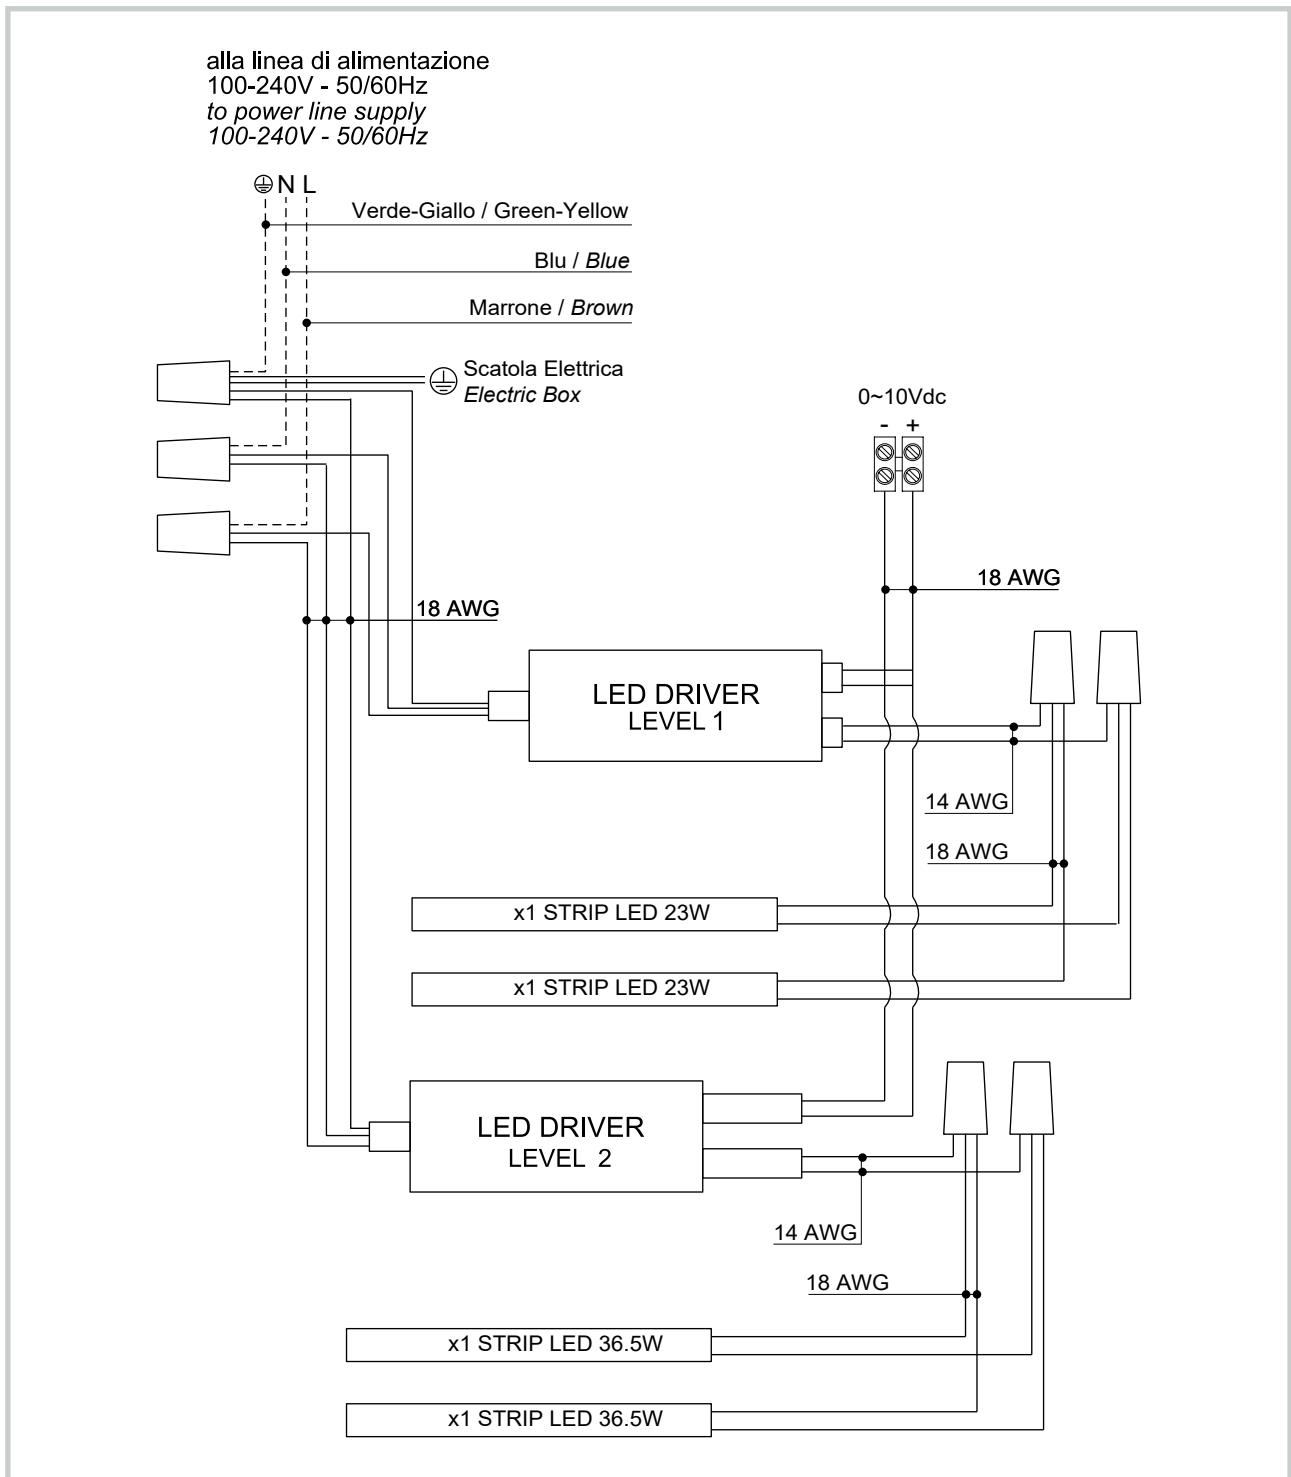 alla linea di alimentazione
100-240V - 50/60Hz
to power line supply
100-240V - 50/60Hz
N L
Verde-Giallo / Green-Yellow
Blu / Blue
Marrone / Brown
Scatola Elettrica
Electric Box
0~10Vdc
- +
18 AWG
18 AWG
LED DRIVER
LEVEL 1
14 AWG
18 AWG
x1 STRIP LED 23W
x1 STRIP LED 23W
LED DRIVER
LEVEL 2
14 AWG
18 AWG
x1 STRIP LED 36.5W
x1 STRIP LED 36.5W